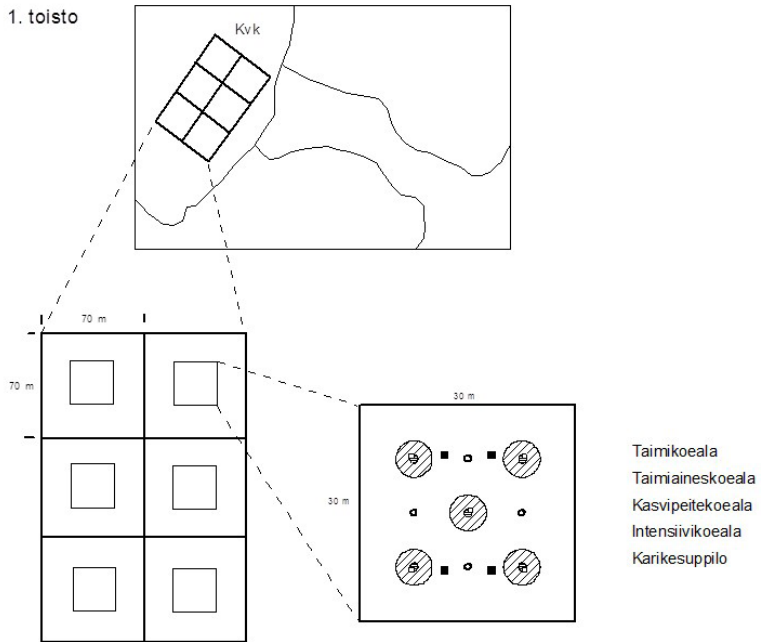 1. toisto
Kvk
70 m
70 m
30 m
30 m
Taimikoeala
Taimiaineskoeala
Kasvipeitekoeala
Intensiivikoeala
Karikesuppilo